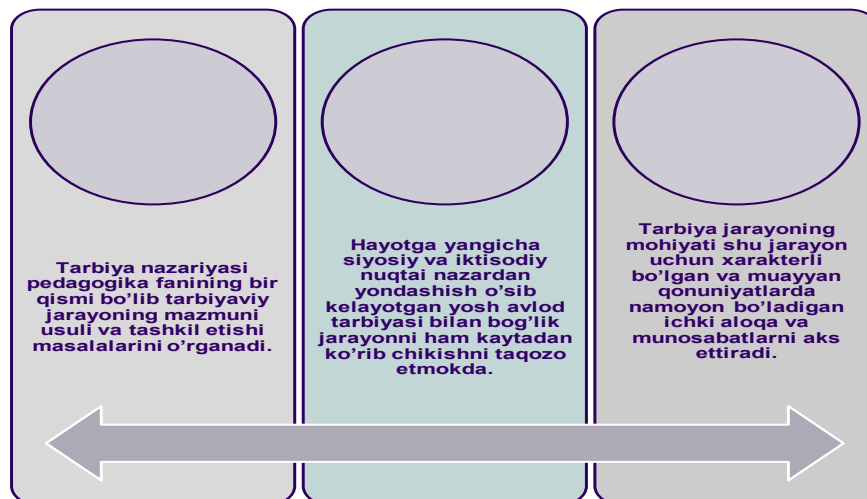 Tarbiya nazariyasi
pedagogika fanining bir
qismi bo’lib tarbiyaviy
jarayoning mazmuni
usuli va tashkil etishi
masalalarini o’rganadi.
Hayotga yangicha
siyosiy va iktisodiy
nuqtai nazardan
yondashish o’sib
kelayotgan yosh avlod
tarbiyasi bilan bog’lik
jarayonni ham kaytadan
ko’rib chikishni taqozo
etmokda.
Tarbiya jarayoning
mohiyati shu jarayon
uchun xarakterli
bo’lgan va muayyan
qonuniyatlarda
namoyon bo’ladigan
ichki aloqa va
munosabatlarni aks
ettiradi.